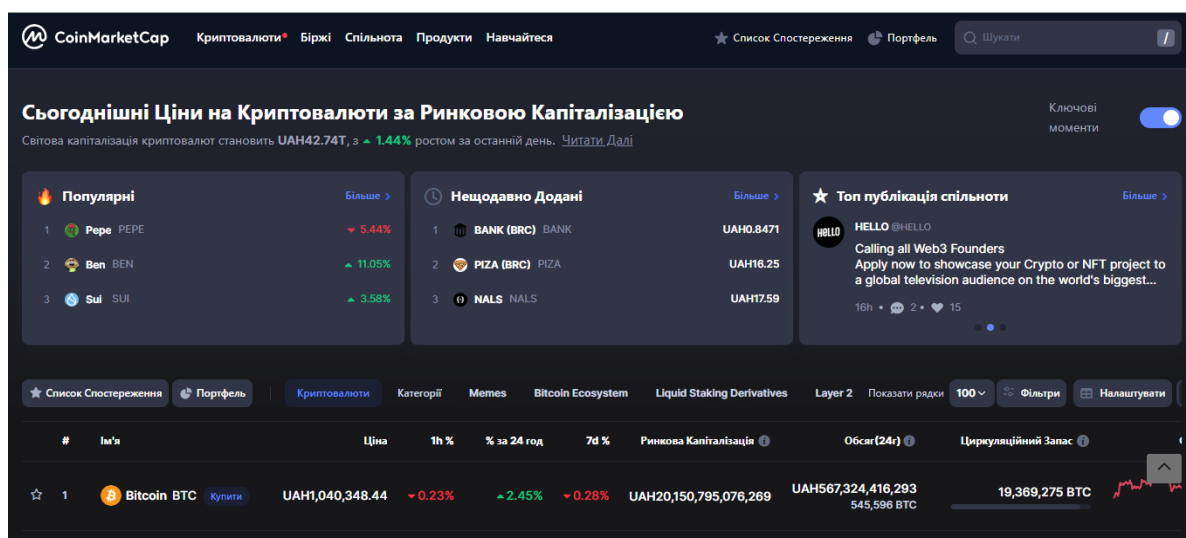 CoinMarketCap Криптовалюти Біржі Спільнота Продукти Навчайтеся Список Спостереження Портфель Шукати /
Сьогоднішні Ціни на Криптовалюти за Ринковою Капіталізацією
Ключові
моменти
Світова капіталізація криптовалют становить UAH42.74T, з 1.44% ростом за останній день. Читати Далі
Популярні Більше >
1 Pepe PEPE 5.44%
2 Ben BEN 11.05%
3 Sui SUI 3.58%
Нещодавно Додані Більше >
1 BANK (BRC) BANK UAH0.8471
2 PIZA (BRC) PIZA UAH16.25
3 NALS NALS UAH17.59
Топ публікація спільноти Більше >
HELLO HELLO @HELLO
Calling all Web3 Founders
Apply now to showcase your Crypto or NFT project to
a global television audience on the world's biggest...
16h • 2 • 15
Список Спостереження Портфель Криптовалюти Категорії Memes Bitcoin Ecosystem Liquid Staking Derivatives Layer 2 Показати рядки 100 Фільтри Налаштувати
# Ім'я Ціна 1h % % за 24 год 7d % Ринкова Капіталізація Обсяг(24г) Циркуляційний Запас
1 Bitcoin BTC Купити UAH1,040,348.44 0.23% 2.45% 0.28% UAH20,150,795,076,269 UAH567,324,416,293 19,369,275 BTC
545,596 BTC